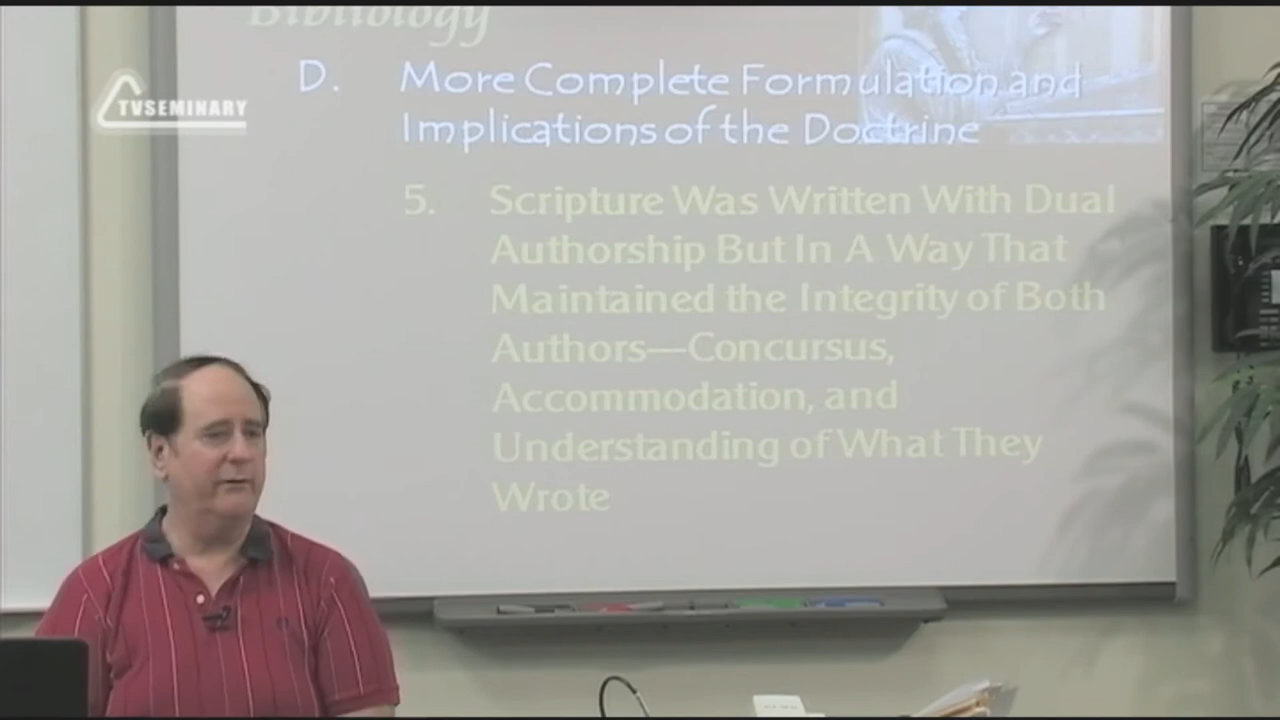 Bibliology
TVSEMINARY
D. More Complete Formulation and
Implications of the Doctrine
5. Scripture Was Written With Dual
Authorship But In A Way That
Maintained the Integrity of Both
Authors—Concursus,
Accommodation, and
Understanding of What They
Wrote